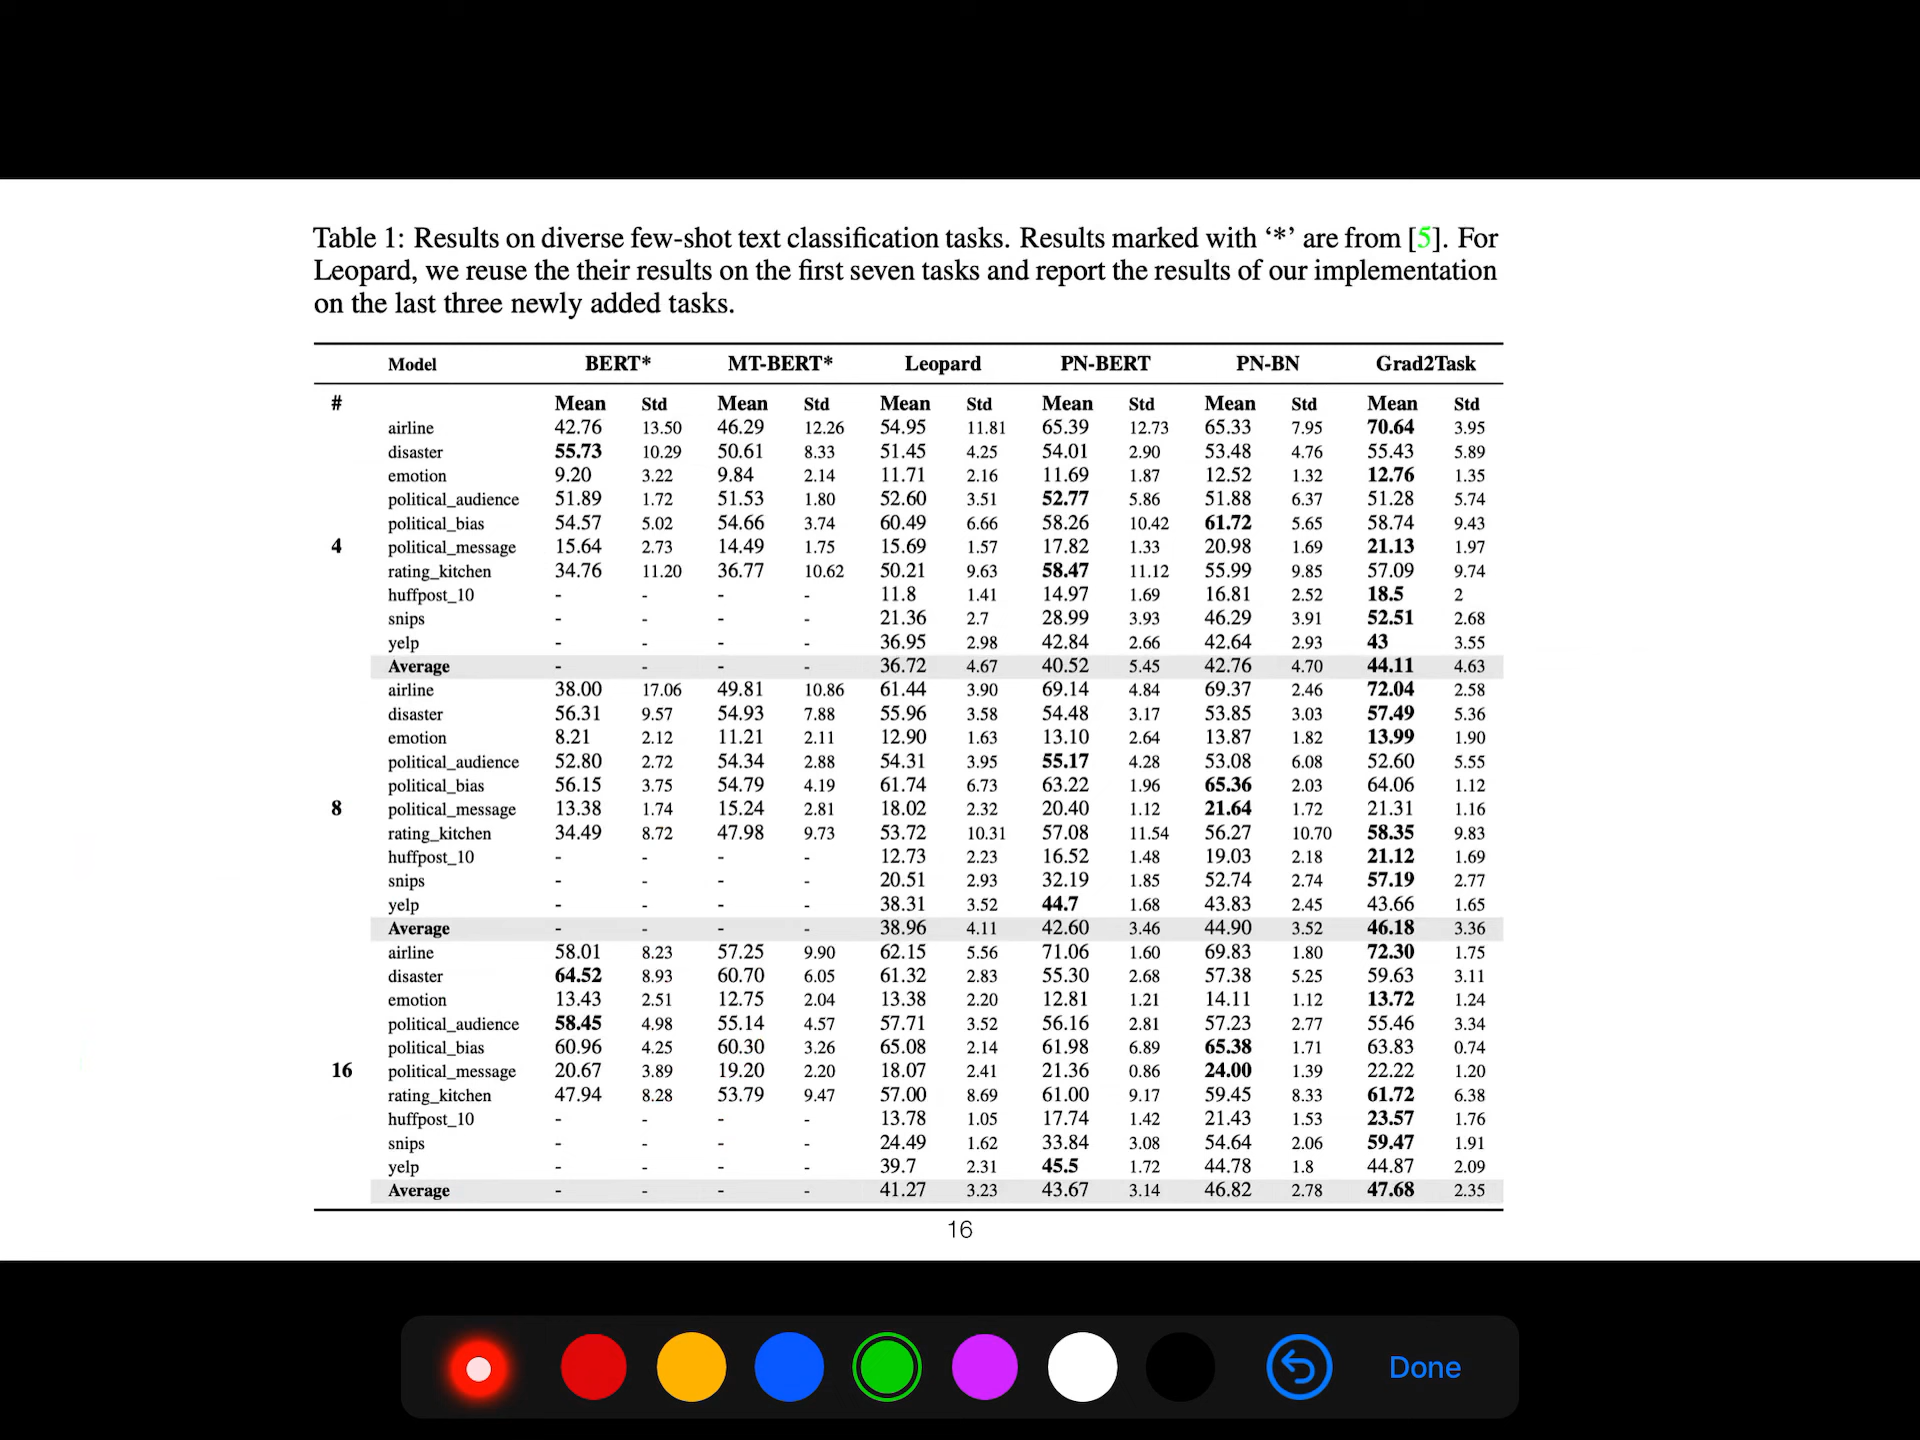 Table 1: Results on diverse few-shot text classification tasks. Results marked with ‘*’ are from [5]. For
Leopard, we reuse the their results on the first seven tasks and report the results of our implementation
on the last three newly added tasks.
Model BERT* MT-BERT* Leopard PN-BERT PN-BN Grad2Task
# Mean Std Mean Std Mean Std Mean Std Mean Std Mean Std
airline 42.76 13.50 46.29 12.26 54.95 11.81 65.39 12.73 65.33 7.95 70.64 3.95
disaster 55.73 10.29 50.61 8.33 51.45 4.25 54.01 2.90 53.48 4.76 55.43 5.89
emotion 9.20 3.22 9.84 2.14 11.71 2.16 11.69 1.87 12.52 1.32 12.76 1.35
political_audience 51.89 1.72 51.53 1.80 52.60 3.51 52.77 5.86 51.88 6.37 51.28 5.74
political_bias 54.57 5.02 54.66 3.74 60.49 6.66 58.26 10.42 61.72 5.65 58.74 9.43
4 political_message 15.64 2.73 14.49 1.75 15.69 1.57 17.82 1.33 20.98 1.69 21.13 1.97
rating_kitchen 34.76 11.20 36.77 10.62 50.21 9.63 58.47 11.12 55.99 9.85 57.09 9.74
huffpost_10 - - - - 11.8 1.41 14.97 1.69 16.81 2.52 18.5 2
snips - - - - 21.36 2.7 28.99 3.93 46.29 3.91 52.51 2.68
yelp - - - - 36.95 2.98 42.84 2.66 42.64 2.93 43 3.55
Average - - - - 36.72 4.67 40.52 5.45 42.76 4.70 44.11 4.63
airline 38.00 17.06 49.81 10.86 61.44 3.90 69.14 4.84 69.37 2.46 72.04 2.58
disaster 56.31 9.57 54.93 7.88 55.96 3.58 54.48 3.17 53.85 3.03 57.49 5.36
emotion 8.21 2.12 11.21 2.11 12.90 1.63 13.10 2.64 13.87 1.82 13.99 1.90
political_audience 52.80 2.72 54.34 2.88 54.31 3.95 55.17 4.28 53.08 6.08 52.60 5.55
political_bias 56.15 3.75 54.79 4.19 61.74 6.73 63.22 1.96 65.36 2.03 64.06 1.12
8 political_message 13.38 1.74 15.24 2.81 18.02 2.32 20.40 1.12 21.64 1.72 21.31 1.16
rating_kitchen 34.49 8.72 47.98 9.73 53.72 10.31 57.08 11.54 56.27 10.70 58.35 9.83
huffpost_10 - - - - 12.73 2.23 16.52 1.48 19.03 2.18 21.12 1.69
snips - - - - 20.51 2.93 32.19 1.85 52.74 2.74 57.19 2.77
yelp - - - - 38.31 3.52 44.7 1.68 43.83 2.45 43.66 1.65
Average - - - - 38.96 4.11 42.60 3.46 44.90 3.52 46.18 3.36
airline 58.01 8.23 57.25 9.90 62.15 5.56 71.06 1.60 69.83 1.80 72.30 1.75
disaster 64.52 8.93 60.70 6.05 61.32 2.83 55.30 2.68 57.38 5.25 59.63 3.11
emotion 13.43 2.51 12.75 2.04 13.38 2.20 12.81 1.21 14.11 1.12 13.72 1.24
political_audience 58.45 4.98 55.14 4.57 57.71 3.52 56.16 2.81 57.23 2.77 55.46 3.34
political_bias 60.96 4.25 60.30 3.26 65.08 2.14 61.98 6.89 65.38 1.71 63.83 0.74
16 political_message 20.67 3.89 19.20 2.20 18.07 2.41 21.36 0.86 24.00 1.39 22.22 1.20
rating_kitchen 47.94 8.28 53.79 9.47 57.00 8.69 61.00 9.17 59.45 8.33 61.72 6.38
huffpost_10 - - - - 13.78 1.05 17.74 1.42 21.43 1.53 23.57 1.76
snips - - - - 24.49 1.62 33.84 3.08 54.64 2.06 59.47 1.91
yelp - - - - 39.7 2.31 45.5 1.72 44.78 1.8 44.87 2.09
Average - - - - 41.27 3.23 43.67 3.14 46.82 2.78 47.68 2.35
16
Done